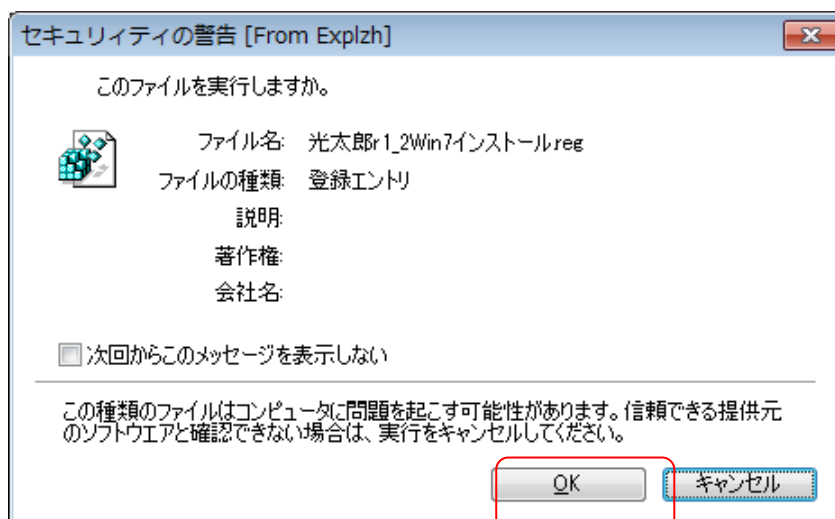 セキュリィティの警告 [From Explzh]
このファイルを実行しますか。
ファイル名: 光太郎r1_2Win7インストール.reg
ファイルの種類: 登録エントリ
説明:
著作権:
会社名:
次回からこのメッセージを表示しない
この種類のファイルはコンピュータに問題を起こす可能性があります。信頼できる提供元
のソフトウエアと確認できない場合は、実行をキャンセルしてください。
OK キャンセル